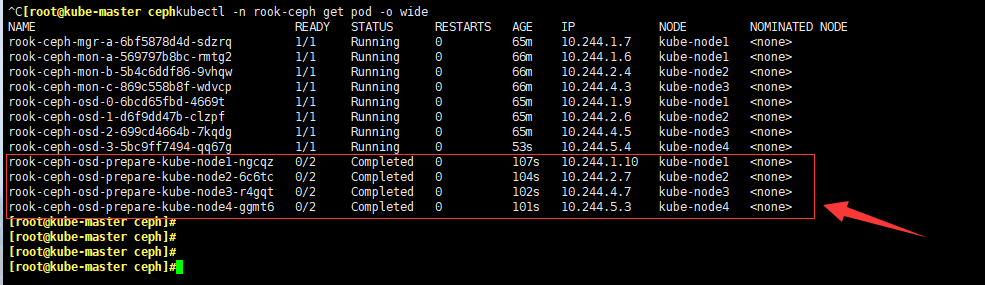 ^C[root@kube-master cephkubectl -n rook-ceph get pod -o wide
NAME READY STATUS RESTARTS AGE IP NODE NOMINATED NODE
rook-ceph-mgr-a-6bf5878d4d-sdzrq 1/1 Running 0 65m 10.244.1.7 kube-node1 <none>
rook-ceph-mon-a-569797b8bc-rmtg2 1/1 Running 0 66m 10.244.1.6 kube-node1 <none>
rook-ceph-mon-b-5b4c6ddf86-9vhqw 1/1 Running 0 66m 10.244.2.4 kube-node2 <none>
rook-ceph-mon-c-869c558b8f-wdvcp 1/1 Running 0 66m 10.244.4.3 kube-node3 <none>
rook-ceph-osd-0-6bcd65fbd-4669t 1/1 Running 0 65m 10.244.1.9 kube-node1 <none>
rook-ceph-osd-1-d6f9dd47b-clzpf 1/1 Running 0 65m 10.244.2.6 kube-node2 <none>
rook-ceph-osd-2-699cd4664b-7kqdg 1/1 Running 0 65m 10.244.4.5 kube-node3 <none>
rook-ceph-osd-3-5bc9ff7494-qq67g 1/1 Running 0 53s 10.244.5.4 kube-node4 <none>
rook-ceph-osd-prepare-kube-node1-ngcqz 0/2 Completed 0 107s 10.244.1.10 kube-node1 <none>
rook-ceph-osd-prepare-kube-node2-6c6tc 0/2 Completed 0 104s 10.244.2.7 kube-node2 <none>
rook-ceph-osd-prepare-kube-node3-r4gqt 0/2 Completed 0 102s 10.244.4.7 kube-node3 <none>
rook-ceph-osd-prepare-kube-node4-ggmt6 0/2 Completed 0 101s 10.244.5.3 kube-node4 <none>
[root@kube-master ceph]#
[root@kube-master ceph]#
[root@kube-master ceph]#
[root@kube-master ceph]#